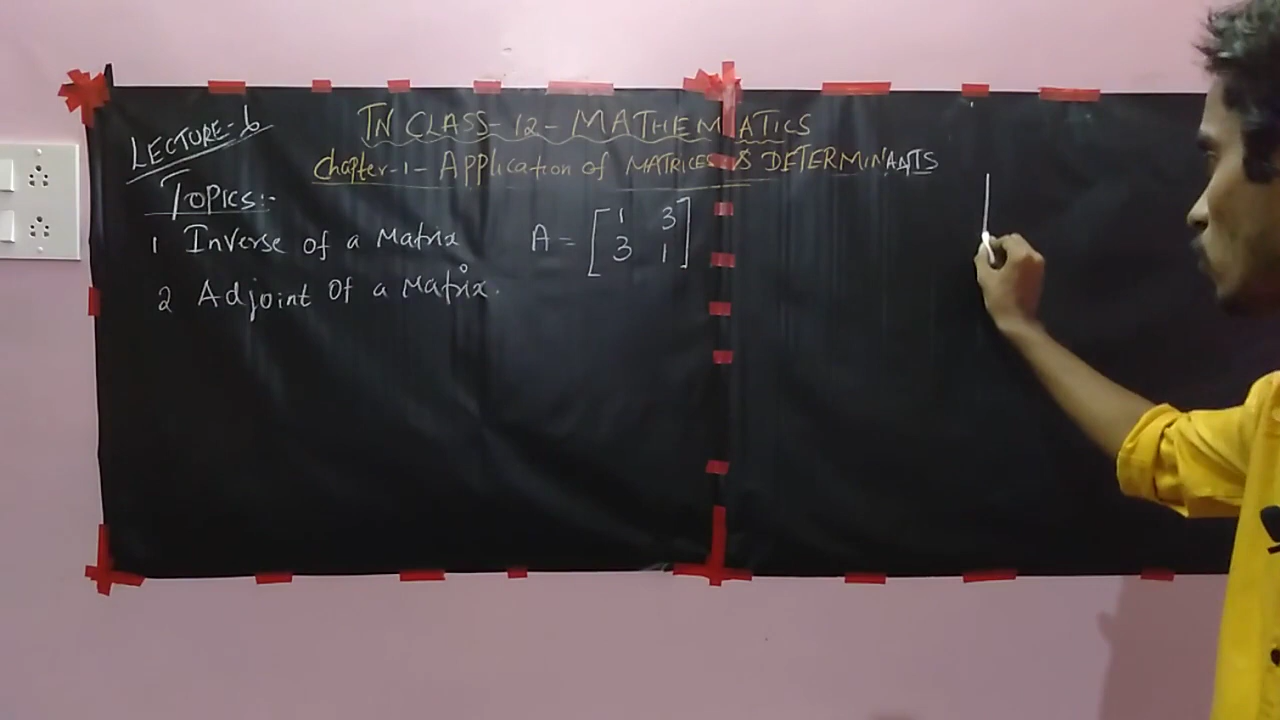 LECTURE-6
TN CLASS-12-MATHEMATICS
Chapter-1-Application of MATRICES & DETERMINANTS
Topics:-
1 Inverse of a Matrix
A = [1 3
3 1]
2 Adjoint of a Matrix.